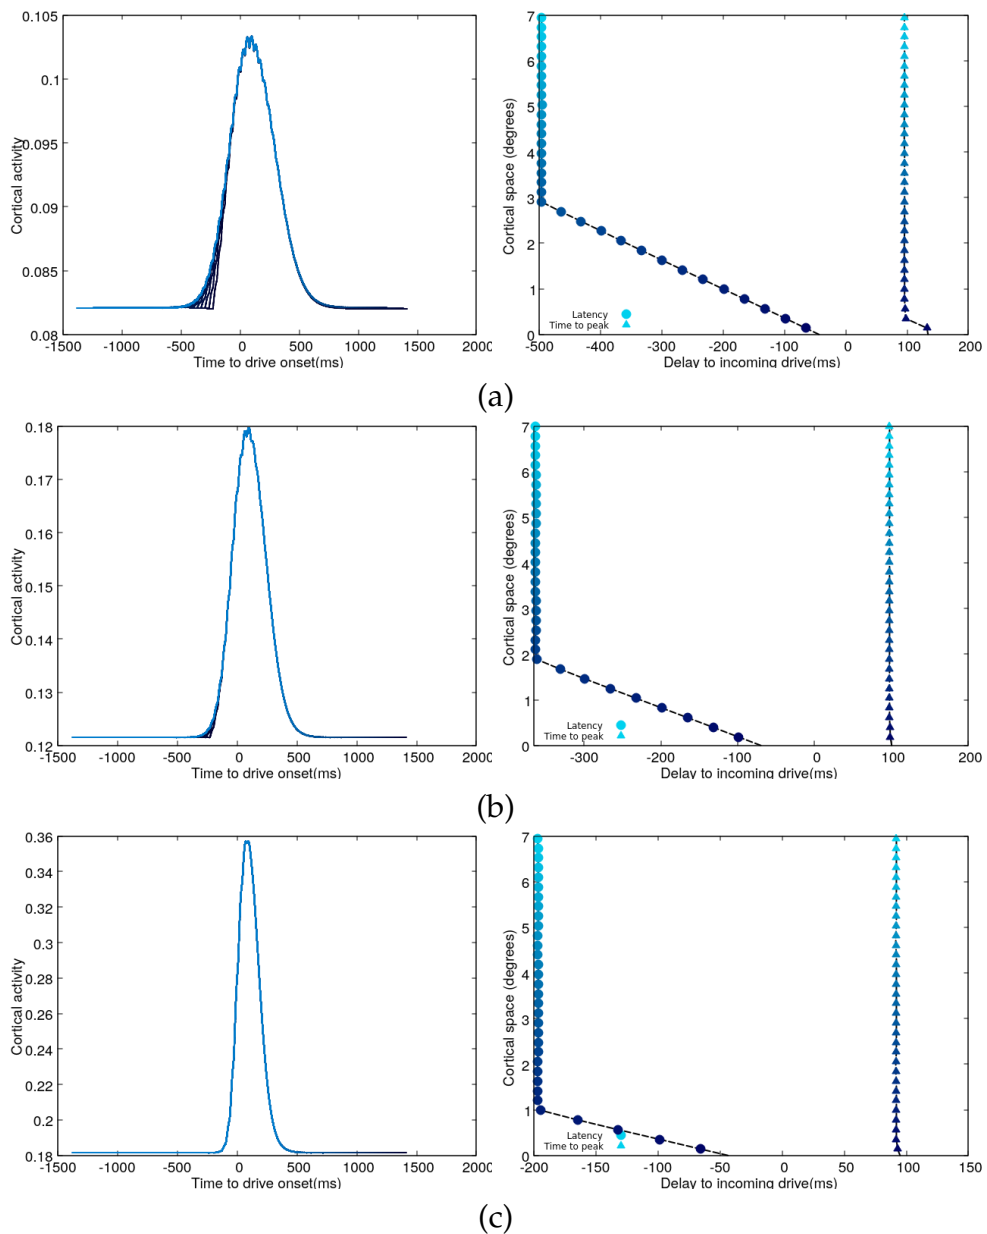 0.105
0.1
0.095
0.09
0.085
0.08
Cortical activity
-1500 -1000 -500 0 500 1000 1500 2000
Time to drive onset(ms)
7
6
5
4
3
2
1
0
Cortical space (degrees)
Latency
Time to peak
-500 -400 -300 -200 -100 0 100 200
Delay to incoming drive(ms)
(a)
0.18
0.17
0.16
0.15
0.14
0.13
0.12
Cortical activity
-1500 -1000 -500 0 500 1000 1500 2000
Time to drive onset(ms)
7
6
5
4
3
2
1
0
Cortical space (degrees)
Latency
Time to peak
-300 -200 -100 0 100 200
Delay to incoming drive(ms)
(b)
0.36
0.34
0.32
0.3
0.28
0.26
0.24
0.22
0.2
0.18
Cortical activity
-1500 -1000 -500 0 500 1000 1500 2000
Time to drive onset(ms)
7
6
5
4
3
2
1
0
Cortical space (degrees)
Latency
Time to peak
-200 -150 -100 -50 0 50 100 150
Delay to incoming drive(ms)
(c)